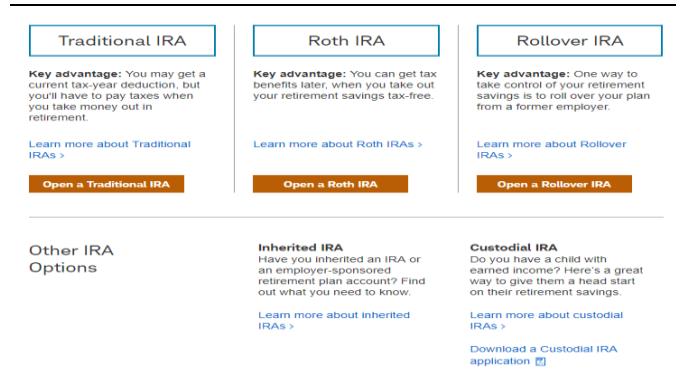 Traditional IRA
Key advantage: You may get a
current tax-year deduction, but
you'll have to pay taxes when
you take money out in
retirement.
Learn more about Traditional
IRAs >
Open a Traditional IRA
Roth IRA
Key advantage: You can get tax
benefits later, when you take out
your retirement savings tax-free.
Learn more about Roth IRAs >
Open a Roth IRA
Rollover IRA
Key advantage: One way to
take control of your retirement
savings is to roll over your plan
from a former employer.
Learn more about Rollover
IRAs >
Open a Rollover IRA
Other IRA
Options
Inherited IRA
Have you inherited an IRA or
an employer-sponsored
retirement plan account? Find
out what you need to know.
Learn more about inherited
IRAs >
Custodial IRA
Do you have a child with
earned income? Here's a great
way to give them a head start
on their retirement savings.
Learn more about custodial
IRAs >
Download a Custodial IRA
application